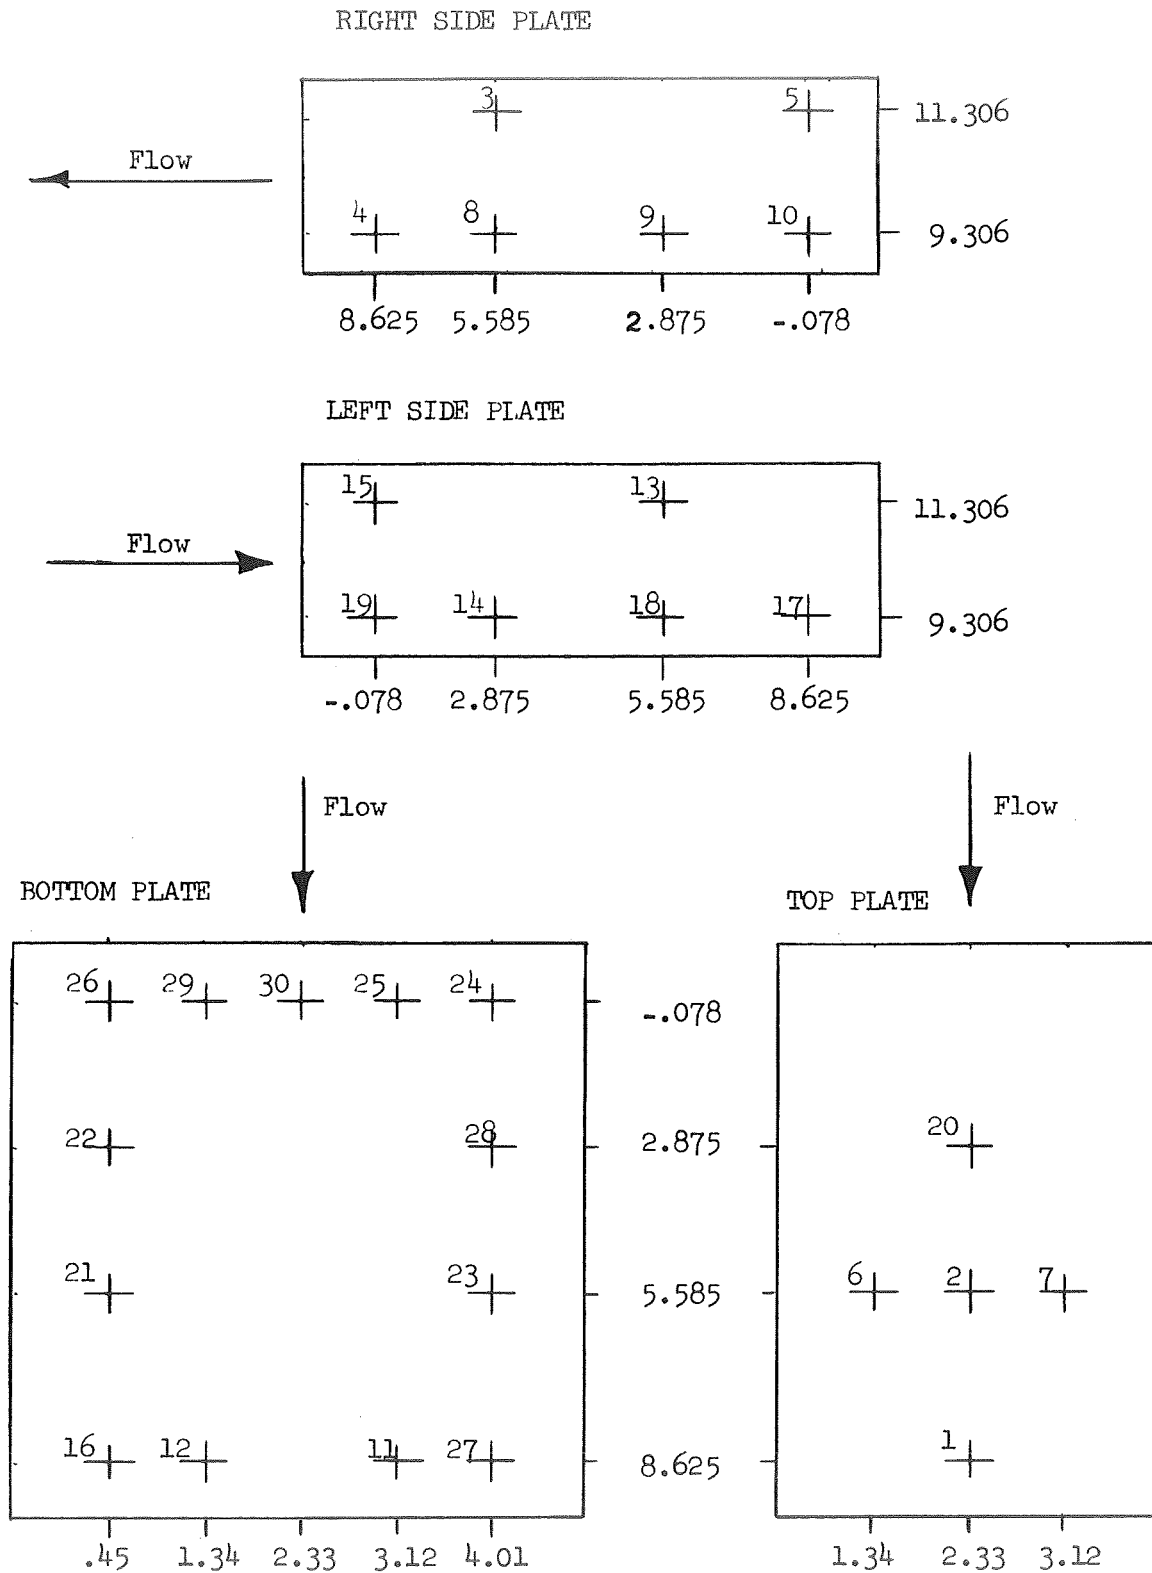 RIGHT SIDE PLATE
3 5 11.306
Flow
4 8 9 10 9.306
8.625 5.585 2.875 -.078
LEFT SIDE PLATE
15 13 11.306
Flow
19 14 18 17 9.306
-.078 2.875 5.585 8.625
Flow Flow
BOTTOM PLATE TOP PLATE
26 29 30 25 24 -.078
22 28 2.875 20
21 23 5.585 6 2 7
16 12 11 27 8.625 1
.45 1.34 2.33 3.12 4.01 1.34 2.33 3.12